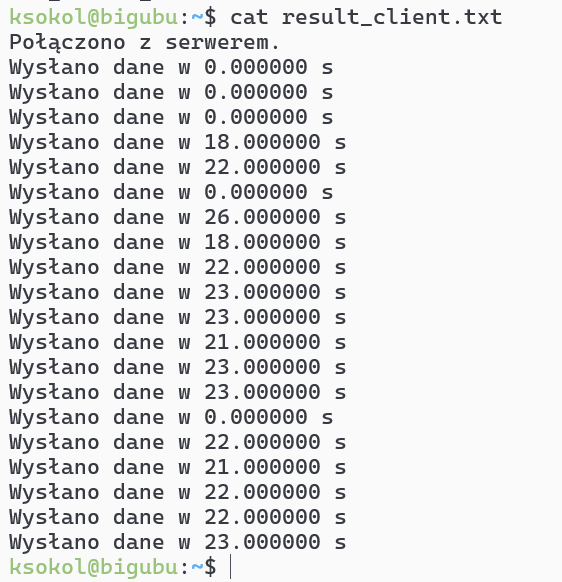 ksokol@bigubu:~$ cat result_client.txt
Połączono z serwerem.
Wysłano dane w 0.000000 s
Wysłano dane w 0.000000 s
Wysłano dane w 0.000000 s
Wysłano dane w 18.000000 s
Wysłano dane w 22.000000 s
Wysłano dane w 0.000000 s
Wysłano dane w 26.000000 s
Wysłano dane w 18.000000 s
Wysłano dane w 22.000000 s
Wysłano dane w 23.000000 s
Wysłano dane w 23.000000 s
Wysłano dane w 21.000000 s
Wysłano dane w 23.000000 s
Wysłano dane w 23.000000 s
Wysłano dane w 0.000000 s
Wysłano dane w 22.000000 s
Wysłano dane w 21.000000 s
Wysłano dane w 22.000000 s
Wysłano dane w 22.000000 s
Wysłano dane w 23.000000 s
ksokol@bigubu:~$